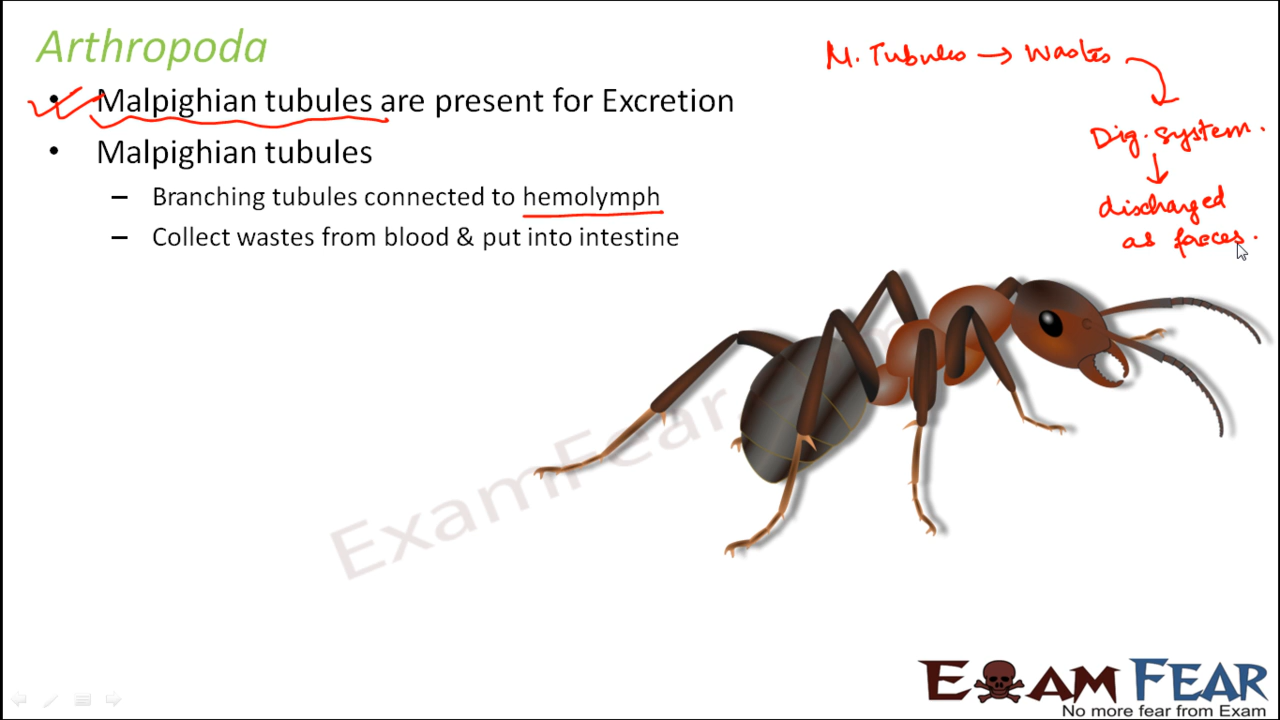 Arthropoda
• Malpighian tubules are present for Excretion
• Malpighian tubules
– Branching tubules connected to hemolymph
– Collect wastes from blood & put into intestine
M. Tubules → Wastes
Dig. system.
discharged
as faeces.
ExamFear.com
EXAM FEAR
No more fear from Exam